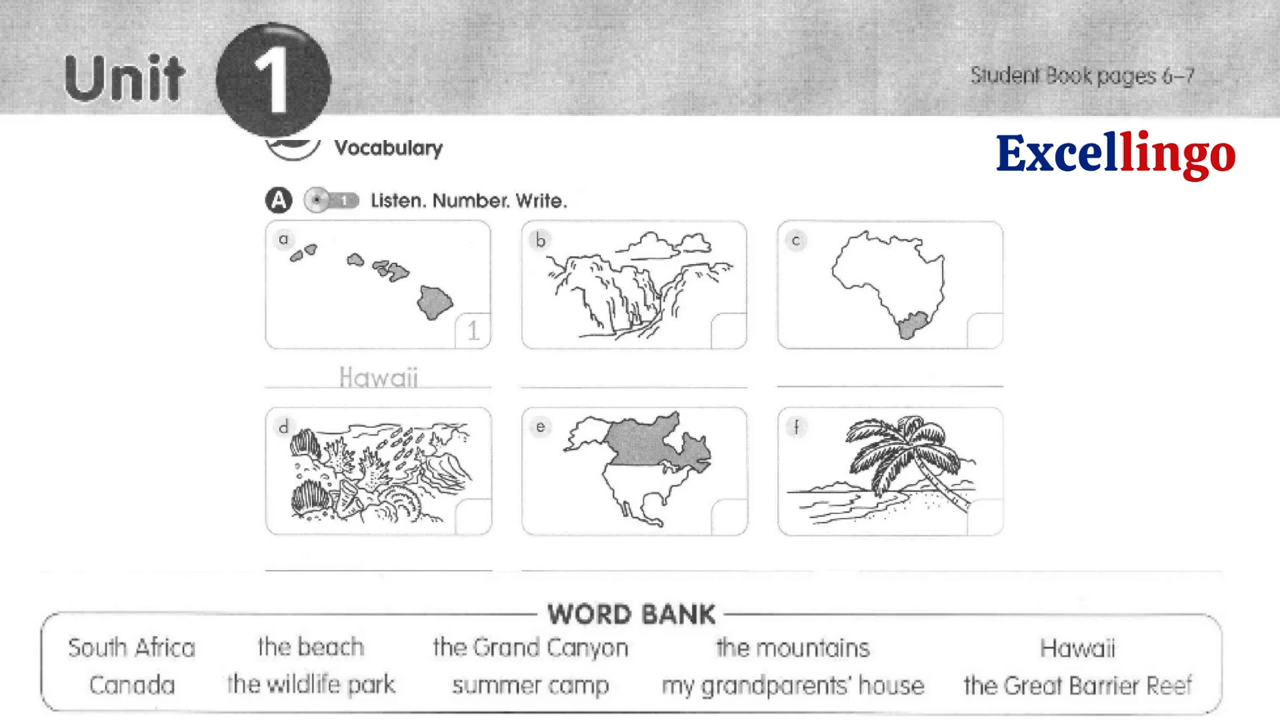 Unit 1
Student Book pages 6–7
Excellingo
Vocabulary
A 1 Listen. Number. Write.
a
b
c
1
Hawaii
d
e
f
WORD BANK
South Africa the beach the Grand Canyon the mountains Hawaii
Canada the wildlife park summer camp my grandparents' house the Great Barrier Reef